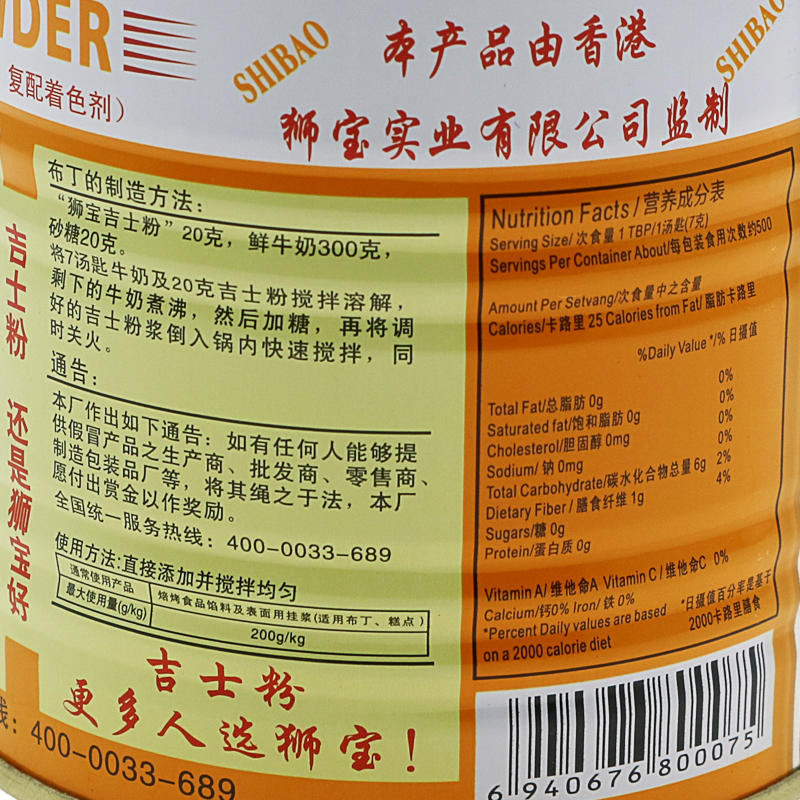 WDER
复配着色剂）
SHIBAO
SHIBAO
本产品由香港
狮宝实业有限公司监制
吉士粉 还是狮宝好
布丁的制造方法：
“狮宝吉士粉”20克，鲜牛奶300克，
砂糖20克。
将7汤匙牛奶及20克吉士粉搅拌溶解，
剩下的牛奶煮沸，然后加糖，再将调
好的吉士粉浆倒入锅内快速搅拌，同
时关火。
通告：
本厂作出如下通告：如有任何人能够提
供假冒产品之生产商、批发商、零售商、
制造包装品厂等，将其绳之于法，本厂
愿付出赏金以作奖励。
全国统一服务热线：400-0033-689
使用方法:直接添加并搅拌均匀
通常使用产品 焙烤食品馅料及表面用挂浆(适用布丁、糕点)
最大使用量(g/kg) 200g/kg
吉士粉
更多人选狮宝！
线：400-0033-689
Nutrition Facts/营养成分表
Serving Size/ 次食量 1 TBP/1汤匙(7克)
Servings Per Container About/每包装食用次数约500
Amount Per Setvang/次食量中之含量
Calories/卡路里 25 Calories from Fat/ 脂肪卡路里
%Daily Value */% 日摄值
Total Fat/总脂肪 0g 0%
Saturated fat/饱和脂肪 0g 0%
Cholesterol/胆固醇 0mg 0%
Sodium/ 钠 0mg 0%
Total Carbohydrate/碳水化合物总量 6g 2%
Dietary Fiber / 膳食纤维 1g 4%
Sugars/糖 0g
Protein/蛋白质 0g
Vitamin A/ 维他命A Vitamin C / 维他命C 0%
Calcium/钙0% Iron/ 铁 0%
*Percent Daily values are based
on a 2000 calorie diet
*日摄值百分率是基于
2000卡路里膳食
6 940676 800075